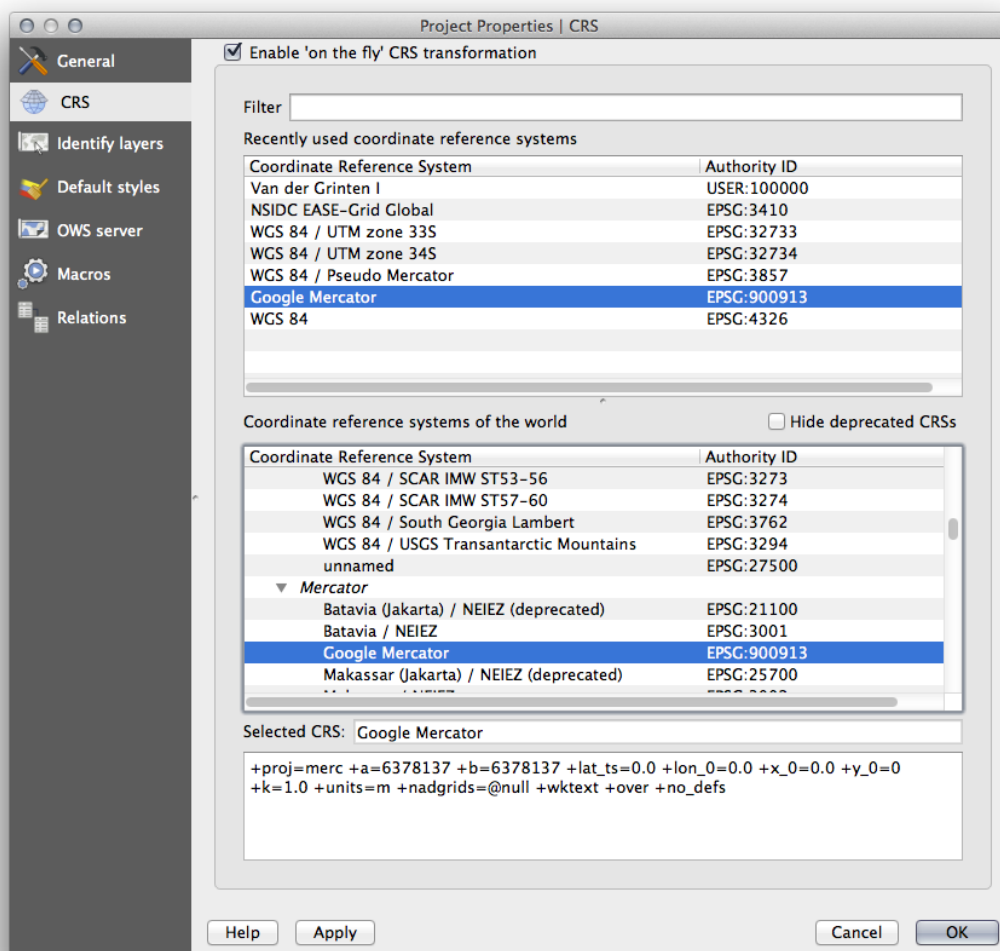 Project Properties | CRS
General
CRS
Identify layers
Default styles
OWS server
Macros
Relations
Enable 'on the fly' CRS transformation
Filter
Recently used coordinate reference systems
Coordinate Reference System Authority ID
Van der Grinten I USER:100000
NSIDC EASE-Grid Global EPSG:3410
WGS 84 / UTM zone 33S EPSG:32733
WGS 84 / UTM zone 34S EPSG:32734
WGS 84 / Pseudo Mercator EPSG:3857
Google Mercator EPSG:900913
WGS 84 EPSG:4326
Coordinate reference systems of the world Hide deprecated CRSs
Coordinate Reference System Authority ID
WGS 84 / SCAR IMW ST53-56 EPSG:3273
WGS 84 / SCAR IMW ST57-60 EPSG:3274
WGS 84 / South Georgia Lambert EPSG:3762
WGS 84 / USGS Transantarctic Mountains EPSG:3294
unnamed EPSG:27500
Mercator
Batavia (Jakarta) / NEIEZ (deprecated) EPSG:21100
Batavia / NEIEZ EPSG:3001
Google Mercator EPSG:900913
Makassar (Jakarta) / NEIEZ (deprecated) EPSG:25700
Selected CRS: Google Mercator
+proj=merc +a=6378137 +b=6378137 +lat_ts=0.0 +lon_0=0.0 +x_0=0.0 +y_0=0
+k=1.0 +units=m +nadgrids=@null +wktext +over +no_defs
Help Apply Cancel OK